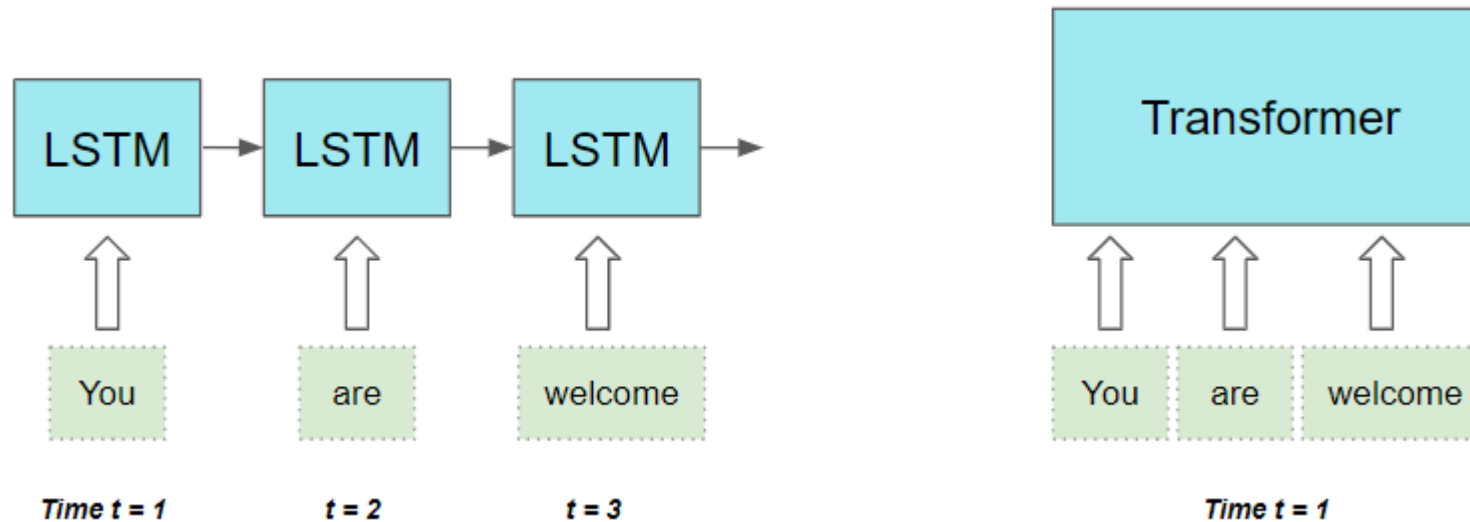 LSTM LSTM LSTM
You are welcome
Time t = 1 t = 2 t = 3
Transformer
You are welcome
Time t = 1